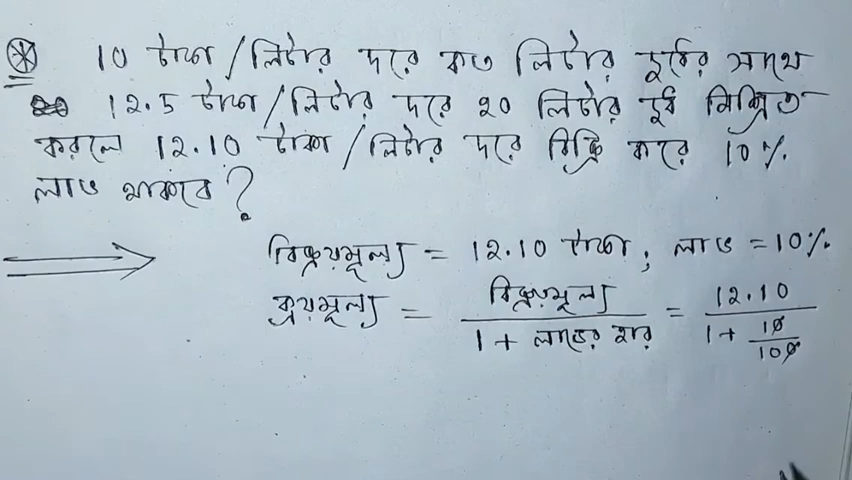 10 টাকা/লিটার দরে কত লিটার দুধের সাথে
12.5 টাকা/লিটার দরে 20 লিটার দুধ মিশ্রিত
করলে 12.10 টাকা/লিটার দরে বিক্রি করে 10%
লাভ থাকবে?
বিক্রয়মূল্য = 12.10 টাকা; লাভ = 10%
ক্রয়মূল্য = বিক্রয়মূল্য / 1 + লাভের হার = 12.10 / 1 + 10/100